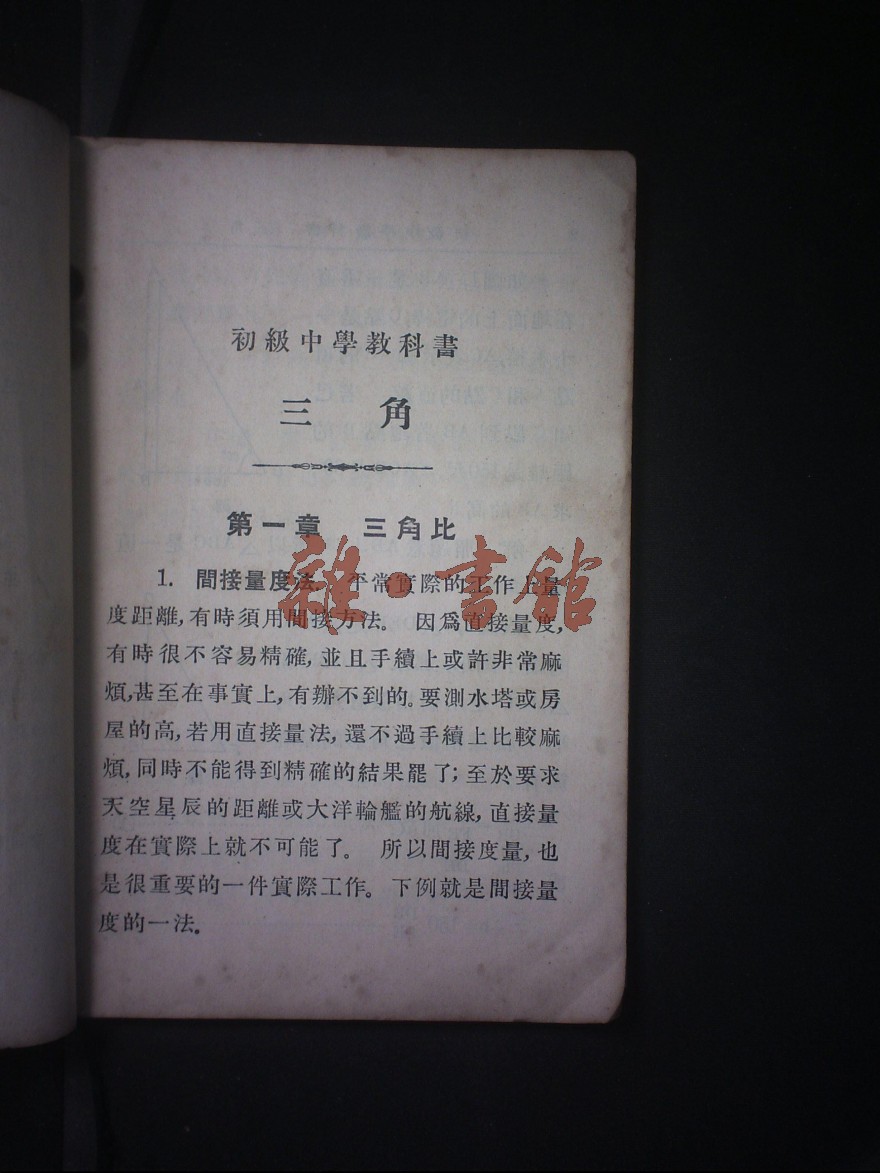 初級中學教科書
三 角
第一章 三角比
1. 間接量度法. 平常實際的工作上量
度距離,有時須用間接方法。 因爲直接量度,
有時很不容易精確,並且手續上或許非常麻
煩,甚至在事實上,有辦不到的。要測水塔或房
屋的高,若用直接量法,還不過手續上比較麻
煩,同時不能得到精確的結果罷了;至於要求
天空星辰的距離或大洋輪艦的航線,直接量
度在實際上就不可能了。 所以間接度量,也
是很重要的一件實際工作。下例就是間接量
度的一法.
雜·書館